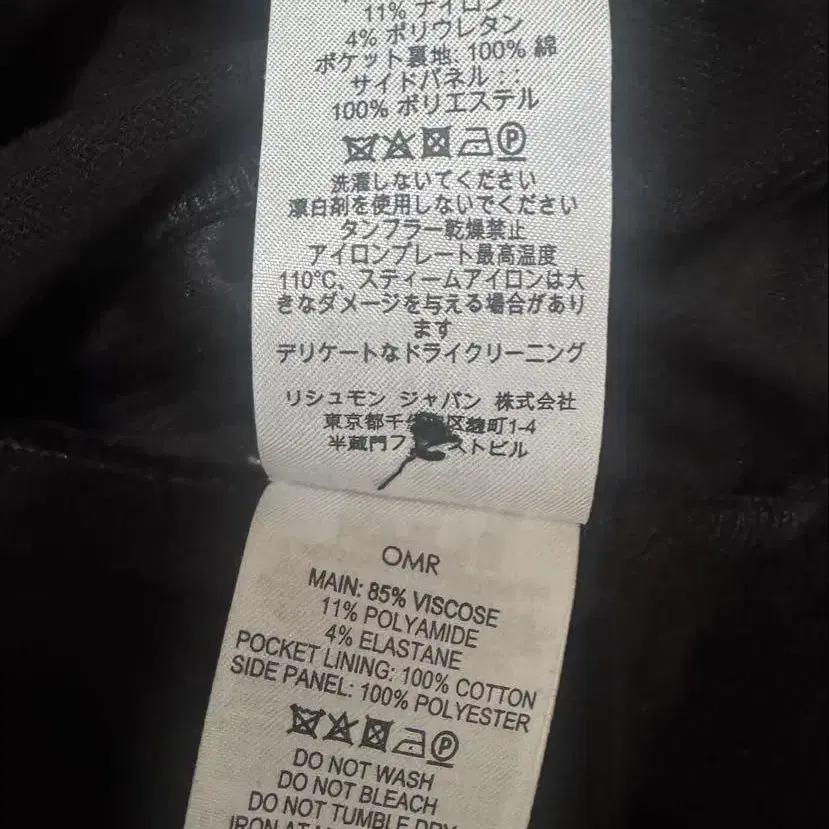 11% ナイロン
4% ポリウレタン
ポケット裏地: 100% 綿
サイドパネル : :
100% ポリエステル
P
洗濯しないてください
漂白剤を使用しないでください
タンブラー乾燥禁止
アイロンプレート最高温度
110°C、スティームアイロンは大
きなダメージを与える場合があり
ます
デリケートなドライクリーニング
リシュモン ジャパン 株式会社
東京都千 区麹町1-4
半蔵門フ ストビル
OMR
MAIN: 85% VISCOSE
11% POLYAMIDE
4% ELASTANE
POCKET LINING: 100% COTTON
SIDE PANEL: 100% POLYESTER
P
DO NOT WASH
DO NOT BLEACH
DO NOT TUMBLE DRY
IRON AT